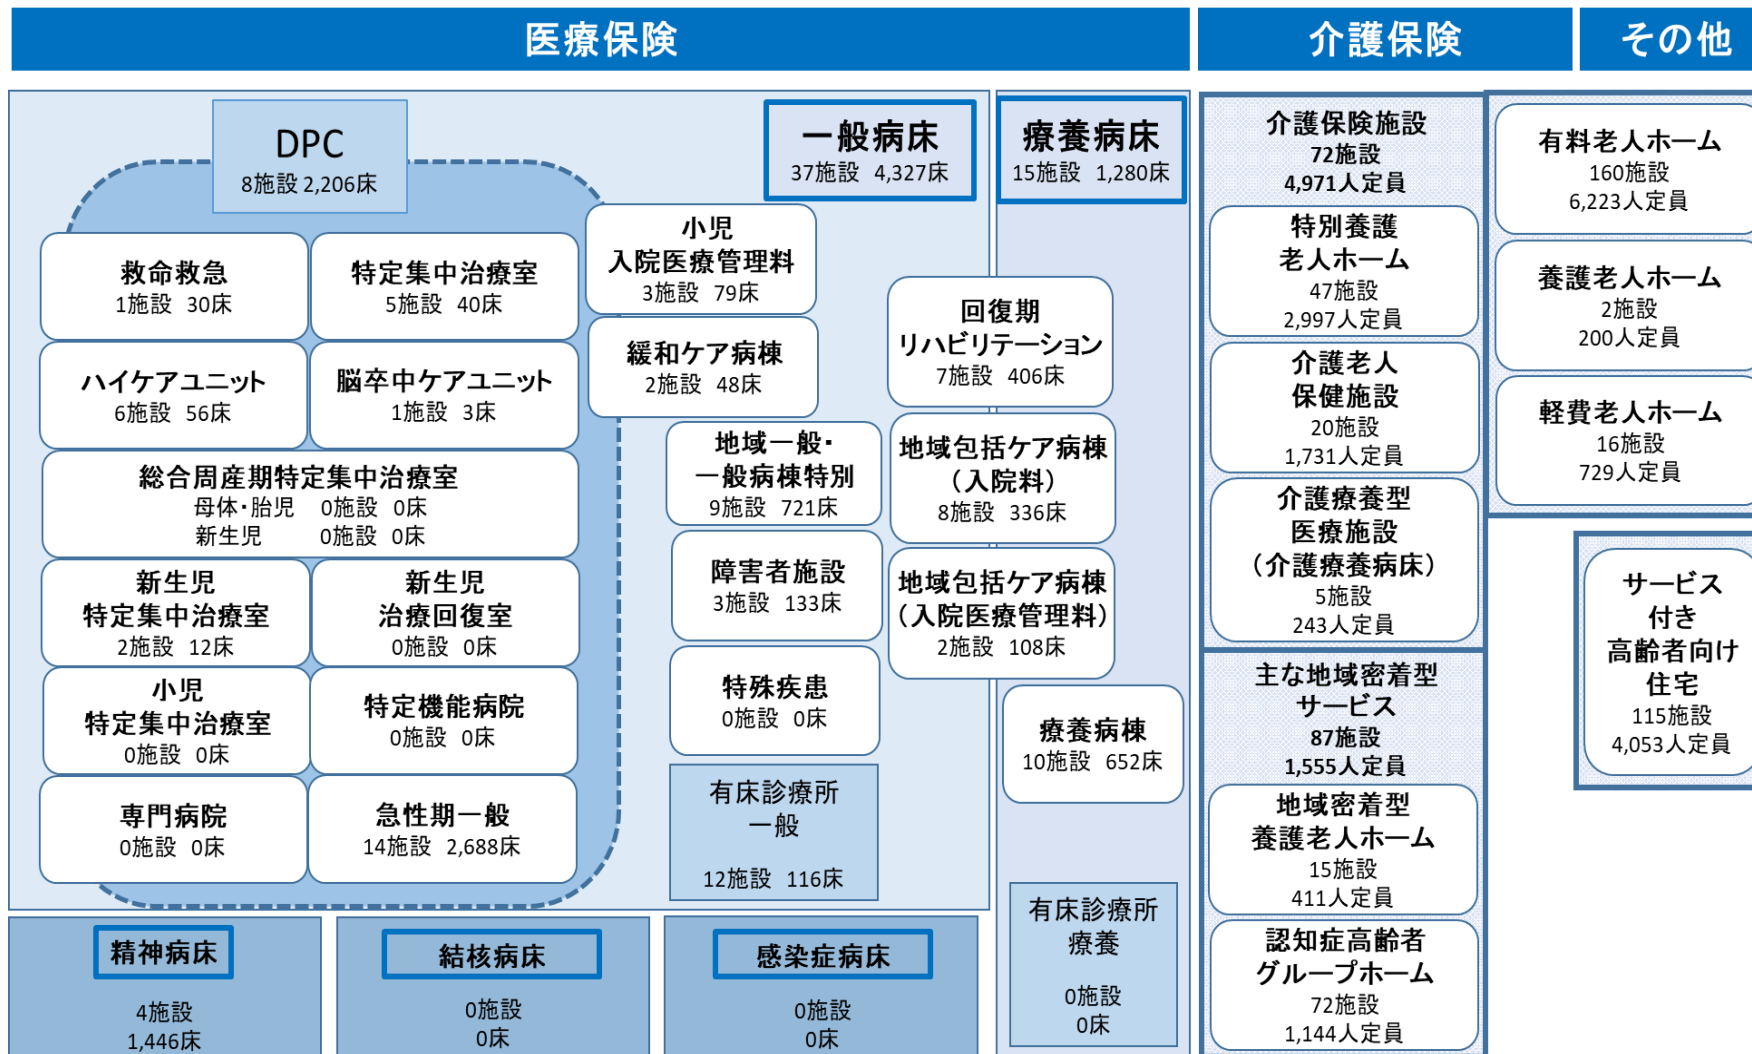 医療保険
介護保険
その他
DPC
8施設 2,206床
一般病床
37施設 4,327床
療養病床
15施設 1,280床
救命救急
1施設 30床
特定集中治療室
5施設 40床
小児
入院医療管理料
3施設 79床
ハイケアユニット
6施設 56床
脳卒中ケアユニット
1施設 3床
緩和ケア病棟
2施設 48床
回復期
リハビリテーション
7施設 406床
総合周産期特定集中治療室
母体・胎児 0施設 0床
新生児 0施設 0床
地域一般・
一般病棟特別
9施設 721床
地域包括ケア病棟
（入院料）
8施設 336床
新生児
特定集中治療室
2施設 12床
新生児
治療回復室
0施設 0床
障害者施設
3施設 133床
地域包括ケア病棟
（入院医療管理料）
2施設 108床
小児
特定集中治療室
0施設 0床
特定機能病院
0施設 0床
特殊疾患
0施設 0床
療養病棟
10施設 652床
専門病院
0施設 0床
急性期一般
14施設 2,688床
有床診療所
一般
12施設 116床
有床診療所
療養
0施設
0床
精神病床
4施設
1,446床
結核病床
0施設
0床
感染症病床
0施設
0床
介護保険施設
72施設
4,971人定員
特別養護
老人ホーム
47施設
2,997人定員
介護老人
保健施設
20施設
1,731人定員
介護療養型
医療施設
（介護療養病床）
5施設
243人定員
主な地域密着型
サービス
87施設
1,555人定員
地域密着型
養護老人ホーム
15施設
411人定員
認知症高齢者
グループホーム
72施設
1,144人定員
有料老人ホーム
160施設
6,223人定員
養護老人ホーム
2施設
200人定員
軽費老人ホーム
16施設
729人定員
サービス
付き
高齢者向け
住宅
115施設
4,053人定員